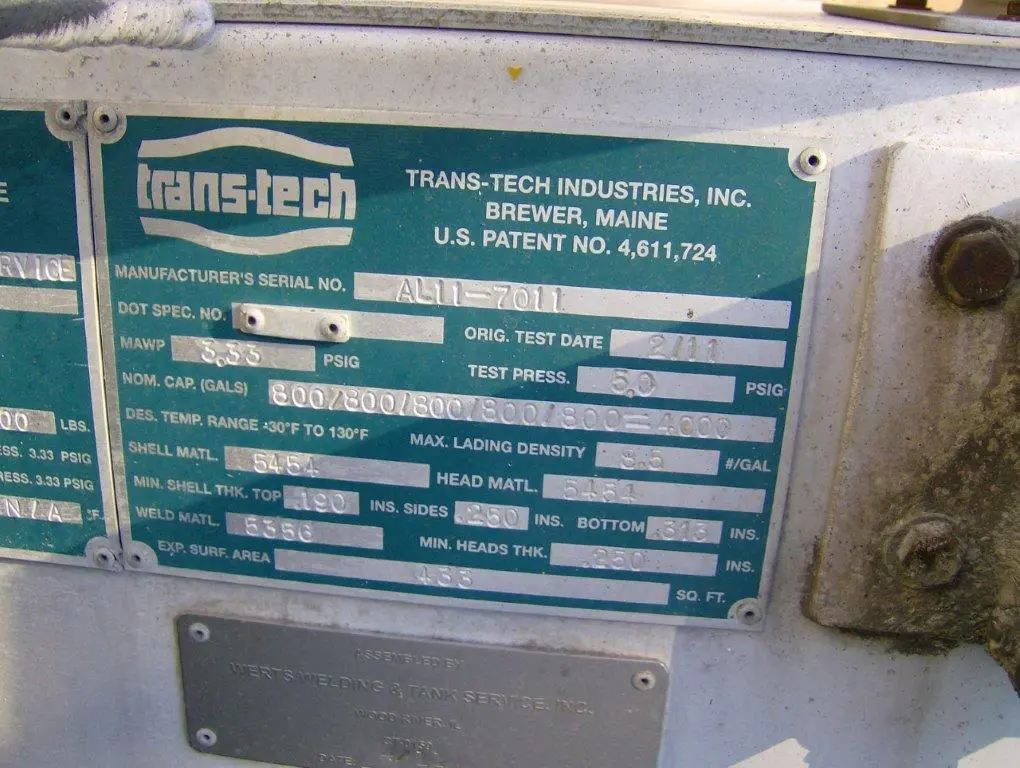 E
RVICE
00 LBS.
ESS. 3.33 PSIG
RESS. 3.33 PSIG
N/A °F
trans-tech
TRANS-TECH INDUSTRIES, INC.
BREWER, MAINE
U.S. PATENT NO. 4,611,724
MANUFACTURER'S SERIAL NO. AL11-7011
DOT SPEC. NO. ORIG. TEST DATE 2/11
MAWP 3.33 PSIG TEST PRESS. 5.0 PSIG
NOM. CAP. (GALS) 800/800/800/800/800=4000
DES. TEMP. RANGE -30°F TO 130°F MAX. LADING DENSITY 8.5 #/GAL
SHELL MATL. 5454 HEAD MATL. 5454
MIN. SHELL THK. TOP .190 INS. SIDES .250 INS. BOTTOM .313 INS.
WELD MATL. 5356 MIN. HEADS THK. .250 INS.
EXP. SURF. AREA 433 SQ. FT.
ASSEMBLED BY
WERTS WELDING & TANK SERVICE, INC.
WOOD RIVER, IL
DATE: